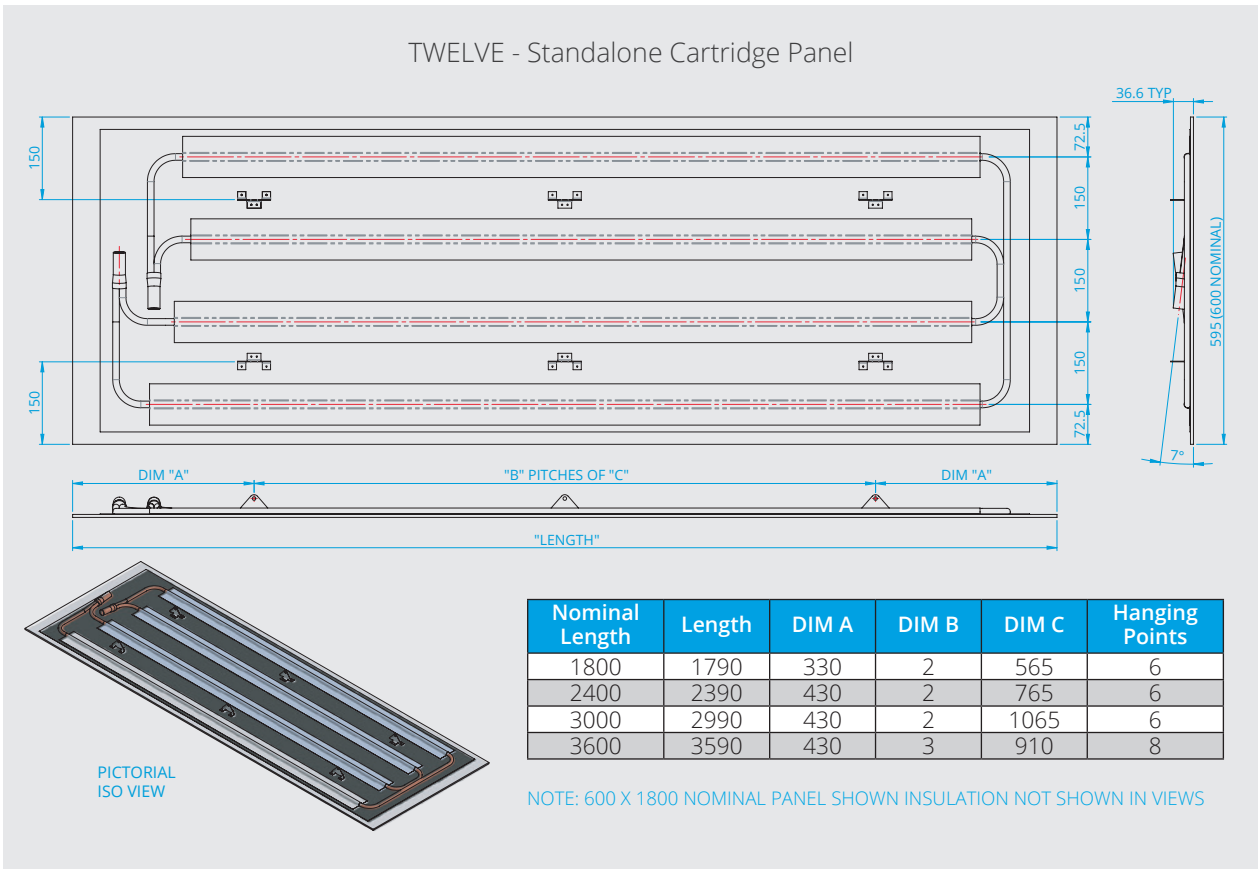 TWELVE - Standalone Cartridge Panel
36.6 TYP
150
72.5
150
150
595 (600 NOMINAL)
150
150
72.5
7°
DIM "A"
"B" PITCHES OF "C"
DIM "A"
"LENGTH"
PICTORIAL
ISO VIEW
Nominal Length Length DIM A DIM B DIM C Hanging Points
1800 1790 330 2 565 6
2400 2390 430 2 765 6
3000 2990 430 2 1065 6
3600 3590 430 3 910 8
NOTE: 600 X 1800 NOMINAL PANEL SHOWN INSULATION NOT SHOWN IN VIEWS